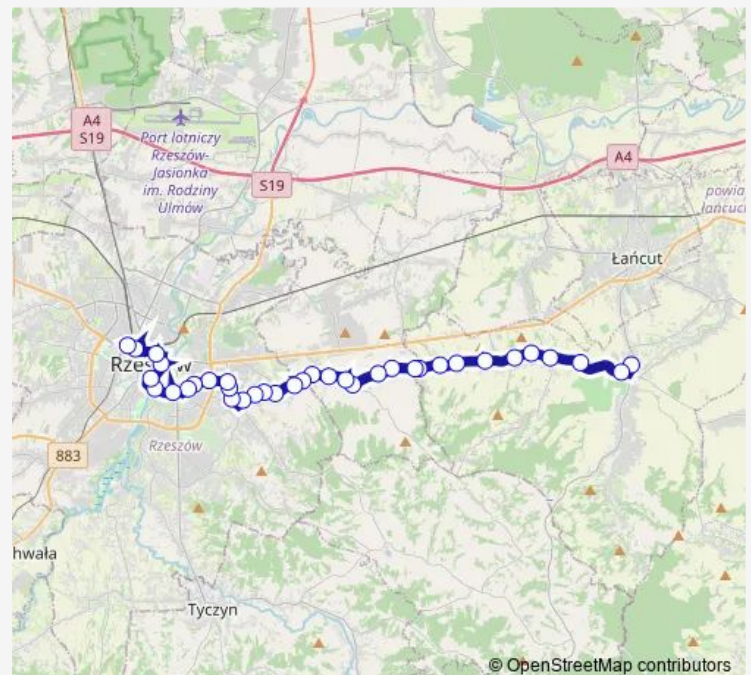 A4
S19
Port lotniczy
Rzeszów-
Jasionka
im. Rodziny
Ulmów
S19
A4
powia
łańcuc
Łańcut
Rzeszów
Rzeszów
883
hwała
Tyczyn
© OpenStreetMap contributors